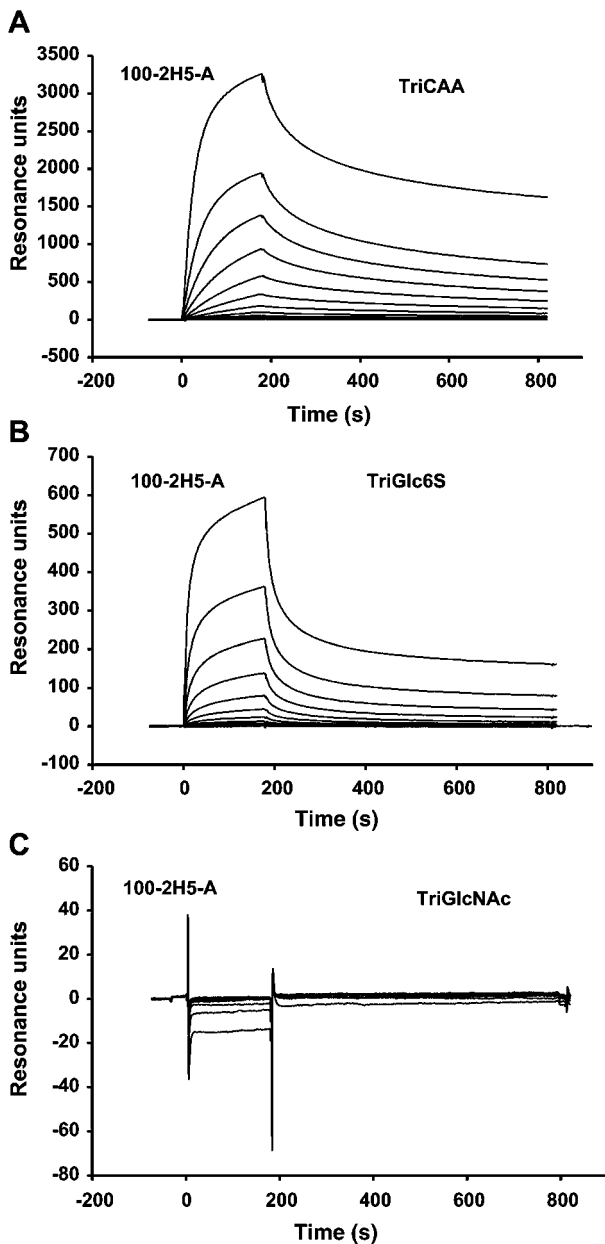 A
100-2H5-A
TriCAA
Resonance units
3500
3000
2500
2000
1500
1000
500
0
-500
-200 0 200 400 600 800
Time (s)
B
100-2H5-A
TriGlc6S
Resonance units
700
600
500
400
300
200
100
0
-100
-200 0 200 400 600 800
Time (s)
C
100-2H5-A
TriGlcNAc
Resonance units
60
40
20
0
-20
-40
-60
-80
-200 0 200 400 600 800
Time (s)